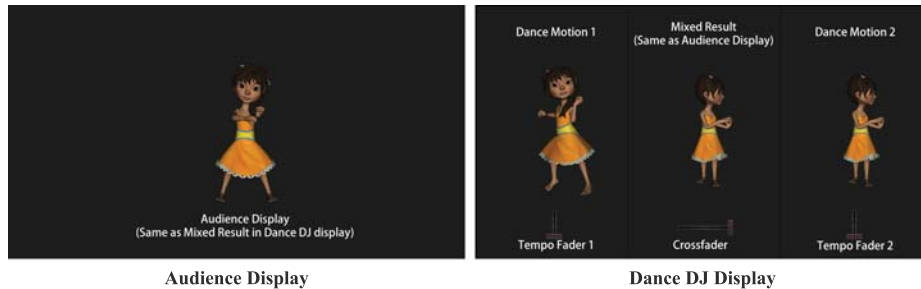 Audience Display
(Same as Mixed Result in Dance DJ display)
Audience Display
Dance Motion 1
Mixed Result
(Same as Audience Display)
Dance Motion 2
Tempo Fader 1
Crossfader
Tempo Fader 2
Dance DJ Display